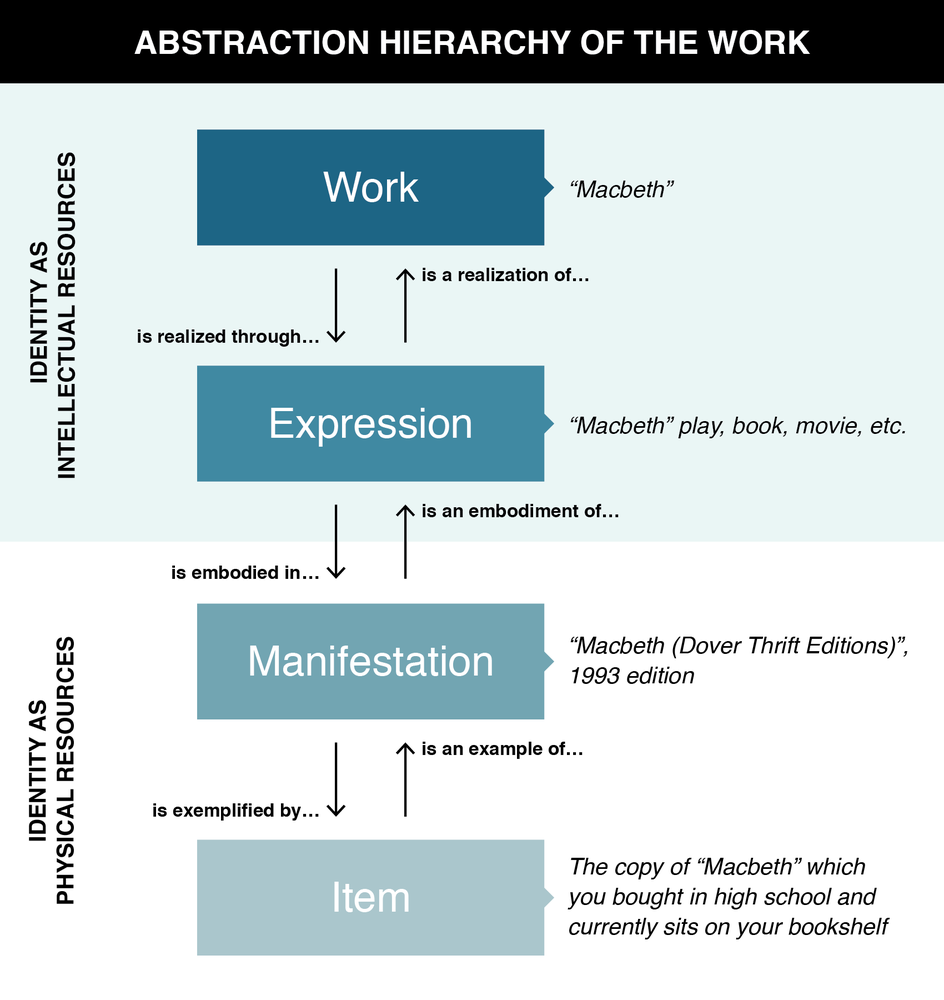 ABSTRACTION HIERARCHY OF THE WORK
IDENTITY AS
INTELLECTUAL RESOURCES
Work
“Macbeth”
is a realization of…
is realized through…
Expression
“Macbeth” play, book, movie, etc.
is an embodiment of…
is embodied in…
IDENTITY AS
PHYSICAL RESOURCES
Manifestation
“Macbeth (Dover Thrift Editions)”,
1993 edition
is an example of…
is exemplified by…
Item
The copy of “Macbeth” which
you bought in high school and
currently sits on your bookshelf